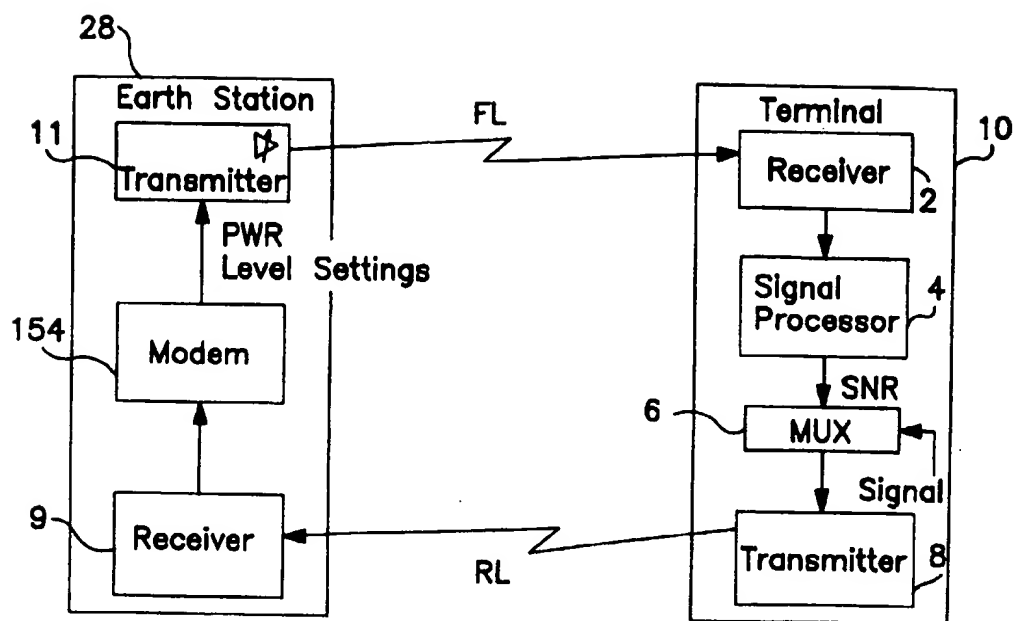 28
Earth Station
11
Transmitter
PWR
Level Settings
154
Modem
9
Receiver
FL
RL
Terminal
10
Receiver
2
Signal
Processor
4
SNR
6
MUX
Signal
Transmitter
8